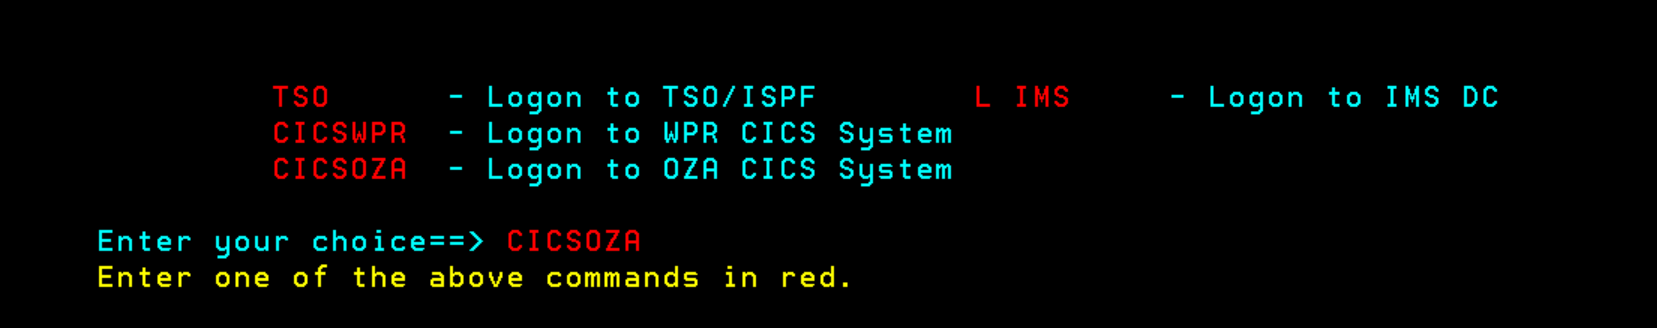 TSO - Logon to TSO/ISPF L IMS - Logon to IMS DC
CICSWPR - Logon to WPR CICS System
CICSOZA - Logon to OZA CICS System
Enter your choice==> CICSOZA
Enter one of the above commands in red.